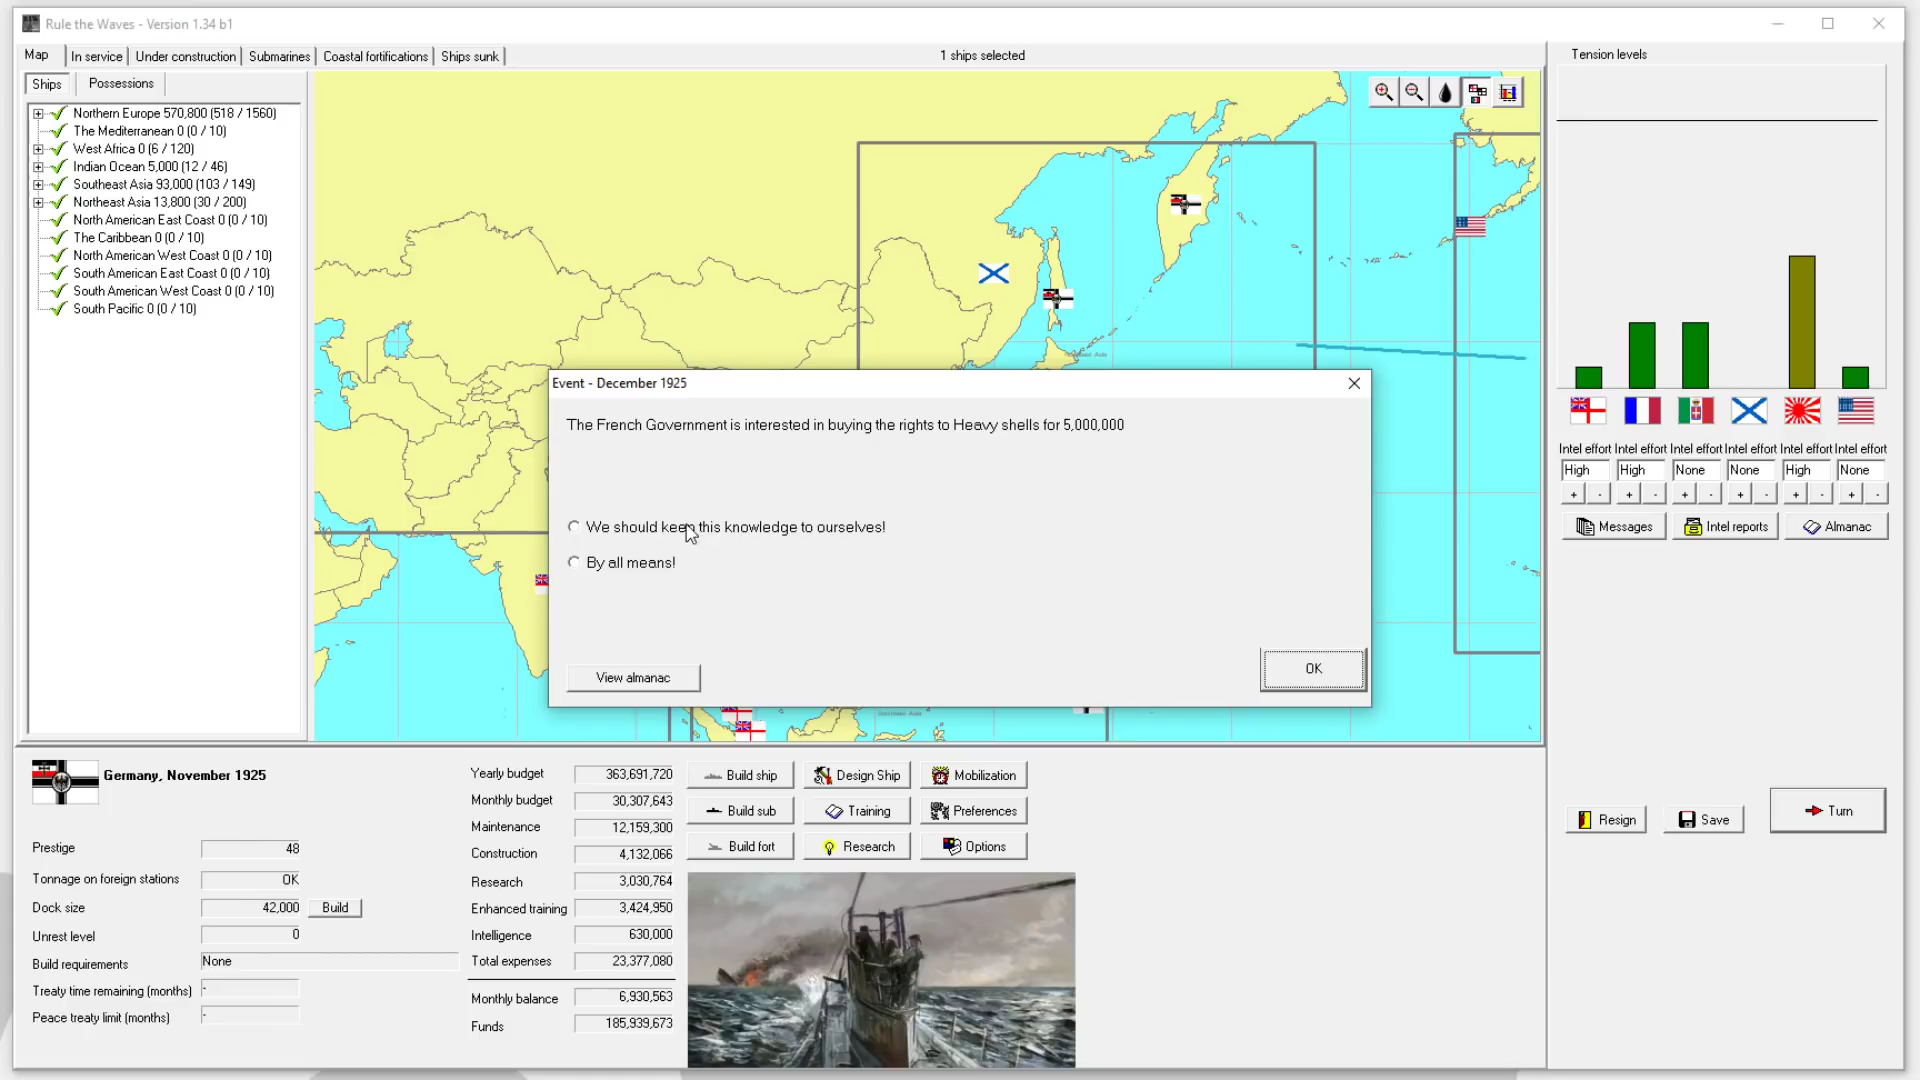 Rule the Waves - Version 1.34 b1
Map
In service
Under construction
Submarines
Coastal fortifications
Ships sunk
1 ships selected
Tension levels
Ships
Possessions
Northern Europe 570,800 (518 / 1560)
The Mediterranean 0 (0 / 10)
West Africa 0 (6 / 120)
Indian Ocean 5,000 (12 / 46)
Southeast Asia 93,000 (103 / 149)
Northeast Asia 13,800 (30 / 200)
North American East Coast 0 (0 / 10)
The Caribbean 0 (0 / 10)
North American West Coast 0 (0 / 10)
South American East Coast 0 (0 / 10)
South American West Coast 0 (0 / 10)
South Pacific 0 (0 / 10)
Northeast Asia
Event - December 1925
The French Government is interested in buying the rights to Heavy shells for 5,000,000
We should keep this knowledge to ourselves!
By all means!
View almanac
OK
Southeast Asia
Intel effort Intel effort Intel effort Intel effort Intel effort Intel effort
High High None None High None
+ - + - + - + - + - + -
Messages
Intel reports
Almanac
Germany, November 1925
Prestige 48
Tonnage on foreign stations OK
Dock size 42,000 Build
Unrest level 0
Build requirements None
Treaty time remaining (months) -
Peace treaty limit (months) -
Yearly budget 363,691,720
Monthly budget 30,307,643
Maintenance 12,159,300
Construction 4,132,066
Research 3,030,764
Enhanced training 3,424,950
Intelligence 630,000
Total expenses 23,377,080
Monthly balance 6,930,563
Funds 185,939,673
Build ship
Design Ship
Mobilization
Build sub
Training
Preferences
Build fort
Research
Options
Resign
Save
Turn